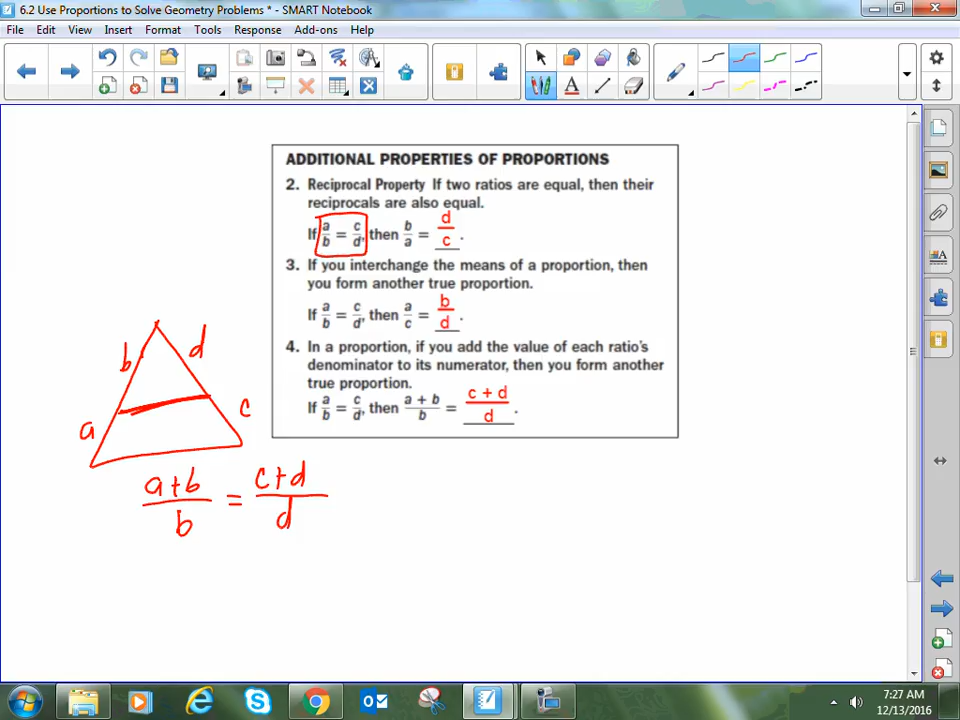 6.2 Use Proportions to Solve Geometry Problems * - SMART Notebook
File Edit View Insert Format Tools Response Add-ons Help
ADDITIONAL PROPERTIES OF PROPORTIONS
2. Reciprocal Property If two ratios are equal, then their
reciprocals are also equal.
If a/b = c/d, then b/a = d/c.
3. If you interchange the means of a proportion, then
you form another true proportion.
If a/b = c/d, then a/c = b/d.
4. In a proportion, if you add the value of each ratio's
denominator to its numerator, then you form another
true proportion.
If a/b = c/d, then a + b/b = c + d/d.
b d
a c
a+b/b = c+d/d
7:27 AM
12/13/2016